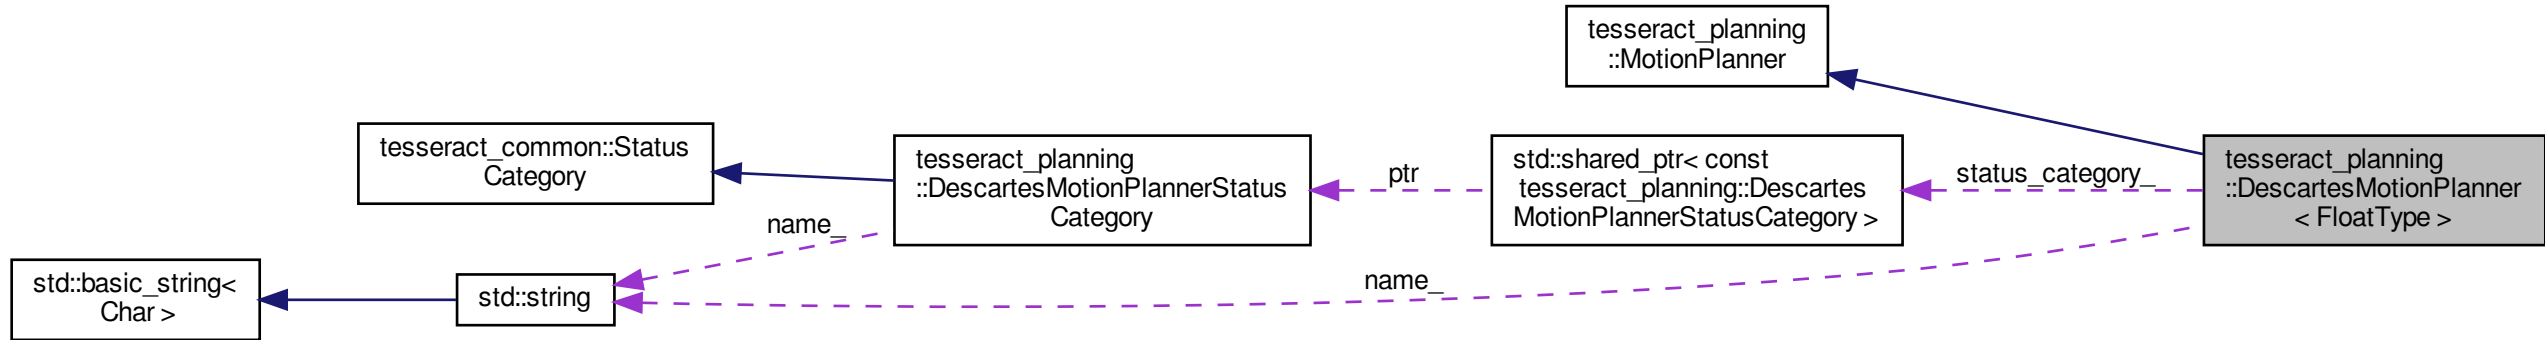 tesseract_planning
::MotionPlanner
tesseract_common::Status
Category
tesseract_planning
::DescartesMotionPlannerStatus
Category
ptr
std::shared_ptr< const
tesseract_planning::Descartes
MotionPlannerStatusCategory >
status_category_
tesseract_planning
::DescartesMotionPlanner
< FloatType >
name_
std::basic_string<
Char >
std::string
name_